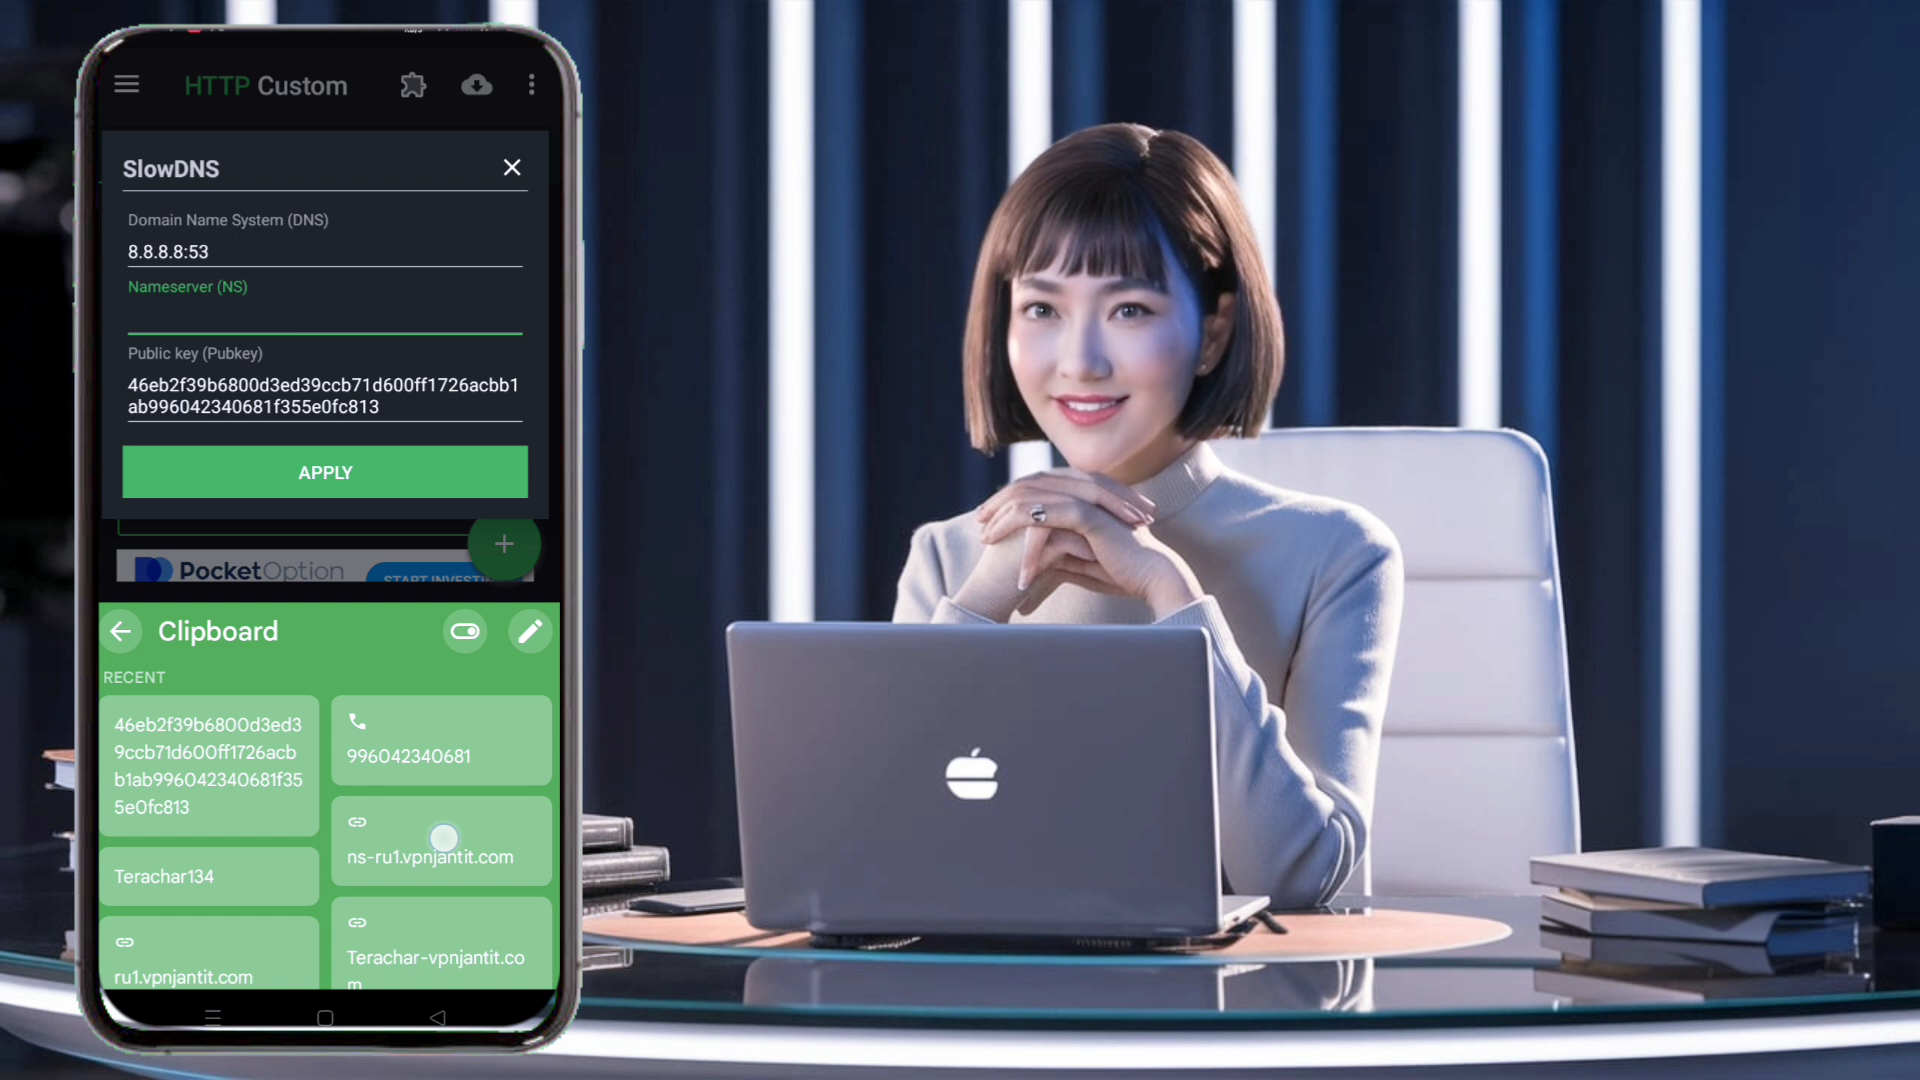 HTTP Custom
SlowDNS
Domain Name System (DNS)
8.8.8.8:53
Nameserver (NS)
Public key (Pubkey)
46eb2f39b6800d3ed39ccb71d600ff1726acbb1
ab996042340681f355e0fc813
APPLY
PocketOption
Clipboard
RECENT
46eb2f39b6800d3ed3
9ccb71d600ff1726acb
b1ab996042340681f35
5e0fc813
996042340681
ns-ru1.vpnjantit.com
Terachar134
Terachar-vpnjantit.co
m
ru1.vpnjantit.com